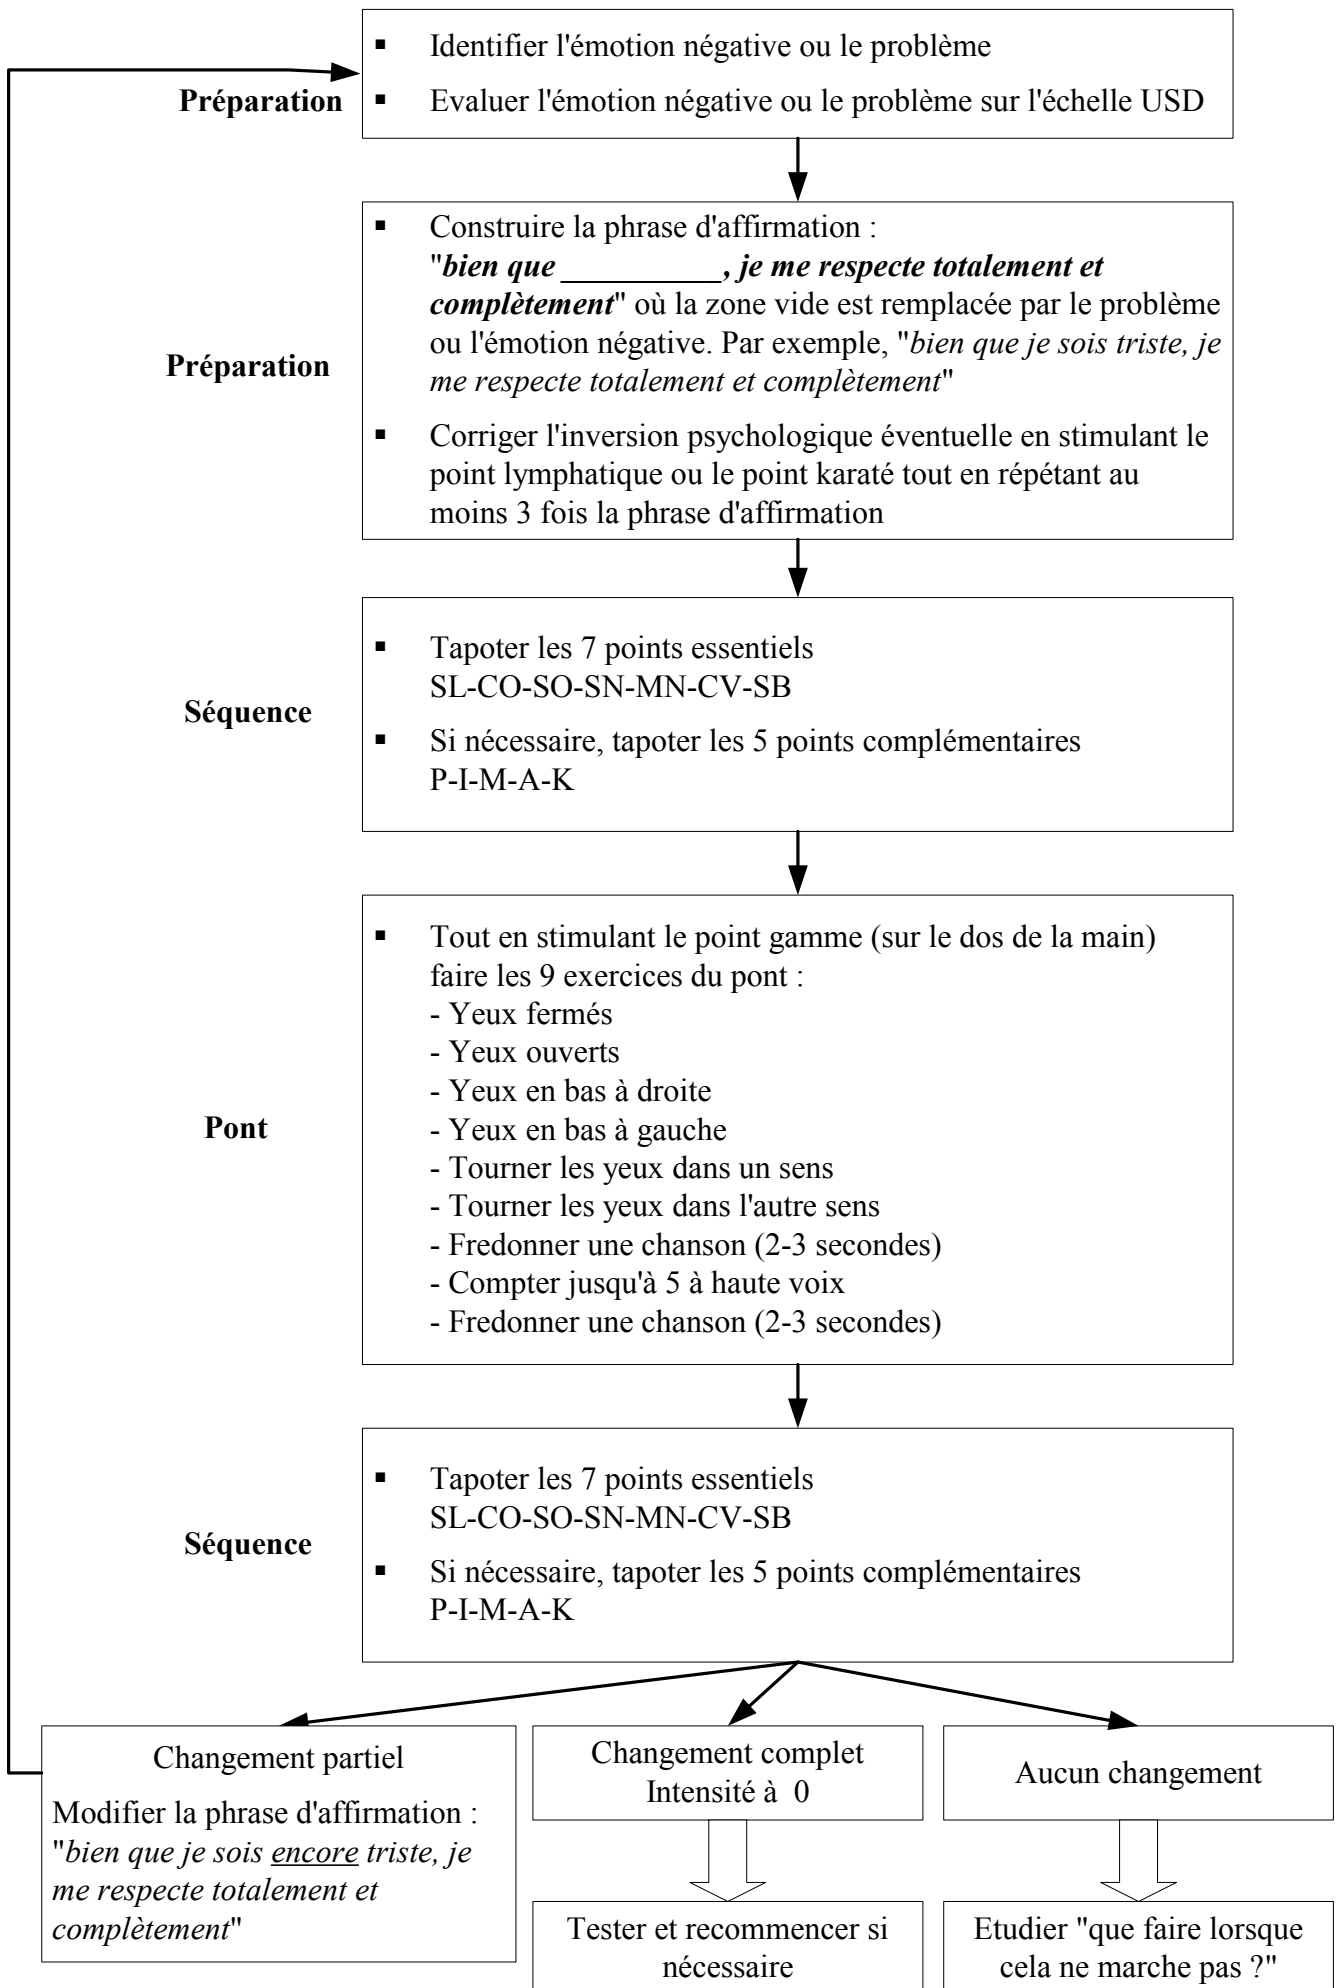 ▪ Identifier l'émotion négative ou le problème
Préparation
▪ Evaluer l'émotion négative ou le problème sur l'échelle USD
▪ Construire la phrase d'affirmation :
"bien que __________, je me respecte totalement et
complètement" où la zone vide est remplacée par le problème
ou l'émotion négative. Par exemple, "bien que je sois triste, je
me respecte totalement et complètement"
Préparation
▪ Corriger l'inversion psychologique éventuelle en stimulant le
point lymphatique ou le point karaté tout en répétant au
moins 3 fois la phrase d'affirmation
▪ Tapoter les 7 points essentiels
SL-CO-SO-SN-MN-CV-SB
Séquence
▪ Si nécessaire, tapoter les 5 points complémentaires
P-I-M-A-K
▪ Tout en stimulant le point gamme (sur le dos de la main)
faire les 9 exercices du pont :
- Yeux fermés
- Yeux ouverts
- Yeux en bas à droite
- Yeux en bas à gauche
Pont
- Tourner les yeux dans un sens
- Tourner les yeux dans l'autre sens
- Fredonner une chanson (2-3 secondes)
- Compter jusqu'à 5 à haute voix
- Fredonner une chanson (2-3 secondes)
▪ Tapoter les 7 points essentiels
SL-CO-SO-SN-MN-CV-SB
Séquence
▪ Si nécessaire, tapoter les 5 points complémentaires
P-I-M-A-K
Changement partiel
Modifier la phrase d'affirmation :
"bien que je sois encore triste, je
me respecte totalement et
complètement"
Changement complet
Intensité à 0
Tester et recommencer si
nécessaire
Aucun changement
Etudier "que faire lorsque
cela ne marche pas ?"